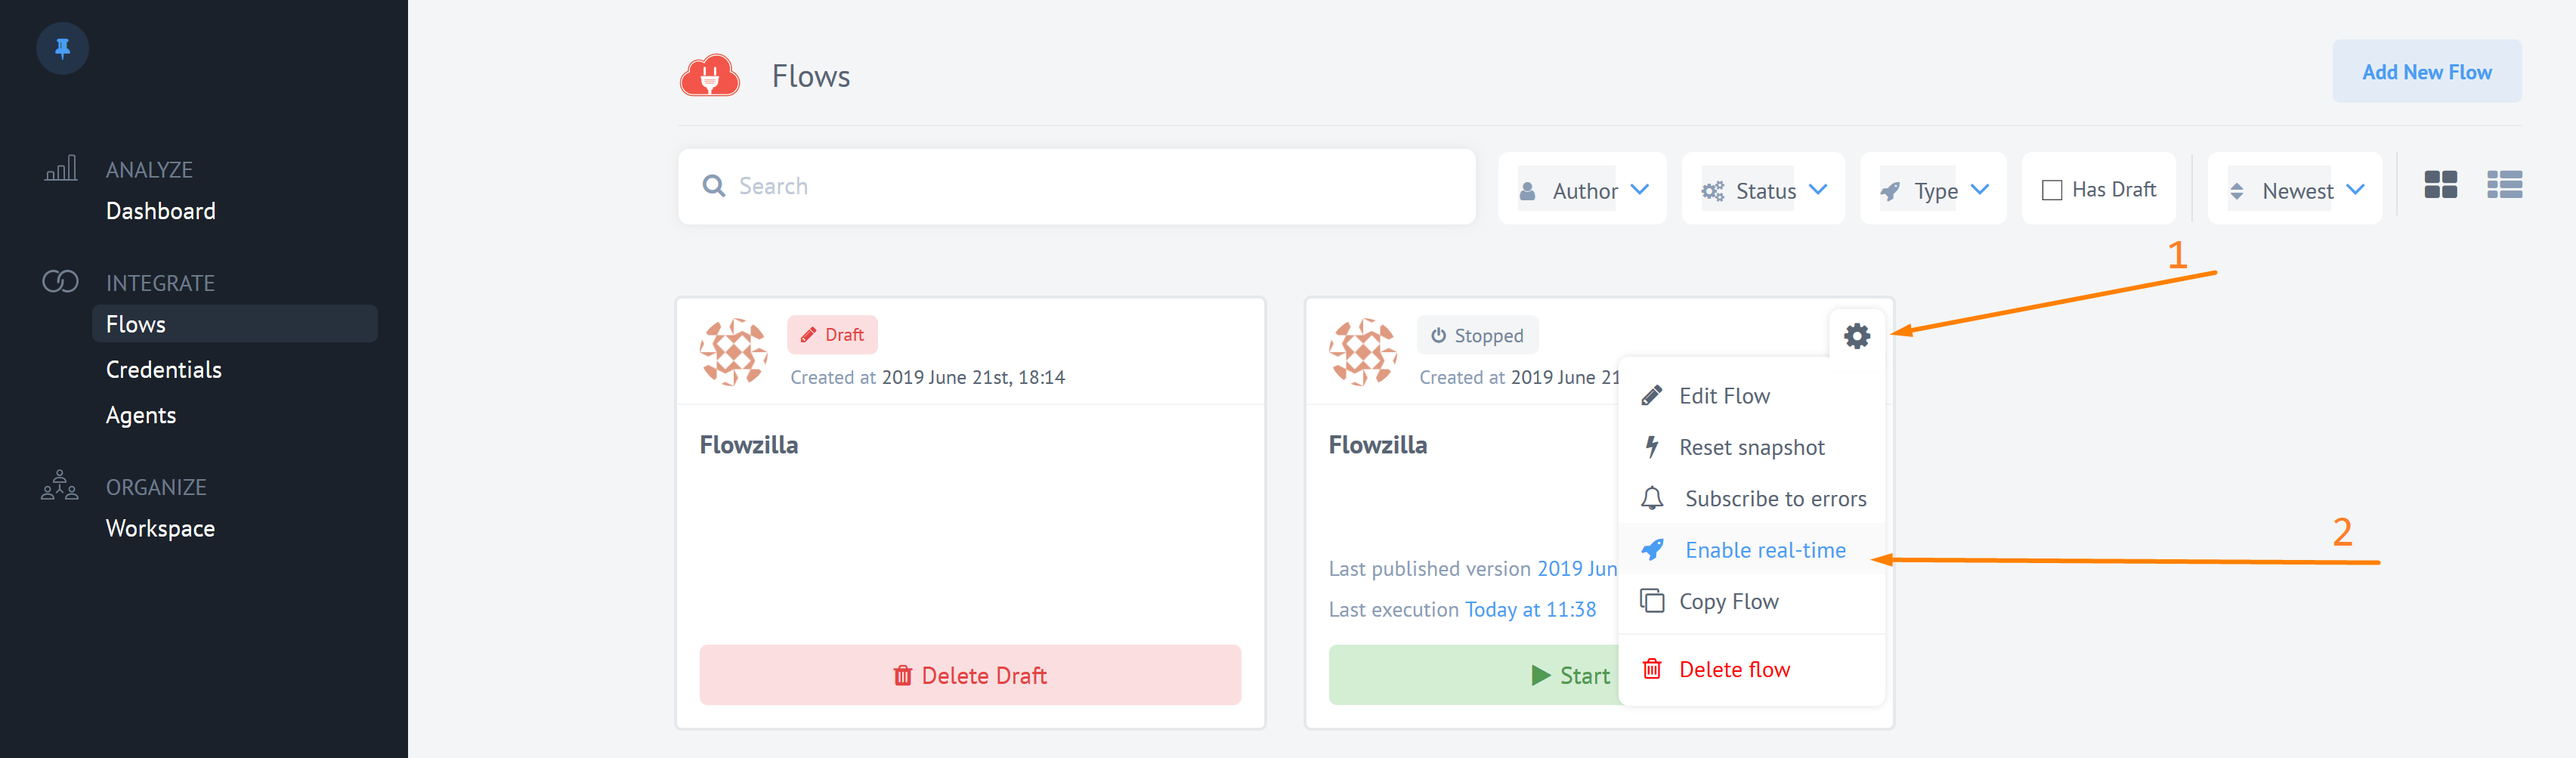 ANALYZE
Dashboard
INTEGRATE
Flows
Credentials
Agents
ORGANIZE
Workspace
Flows
Add New Flow
Search
Author
Status
Type
Has Draft
Newest
1
Draft
Created at 2019 June 21st, 18:14
Flowzilla
Delete Draft
Stopped
Created at 2019 June 21
Flowzilla
Last published version 2019 Jun
Last execution Today at 11:38
Start
Edit Flow
Reset snapshot
Subscribe to errors
Enable real-time
2
Copy Flow
Delete flow